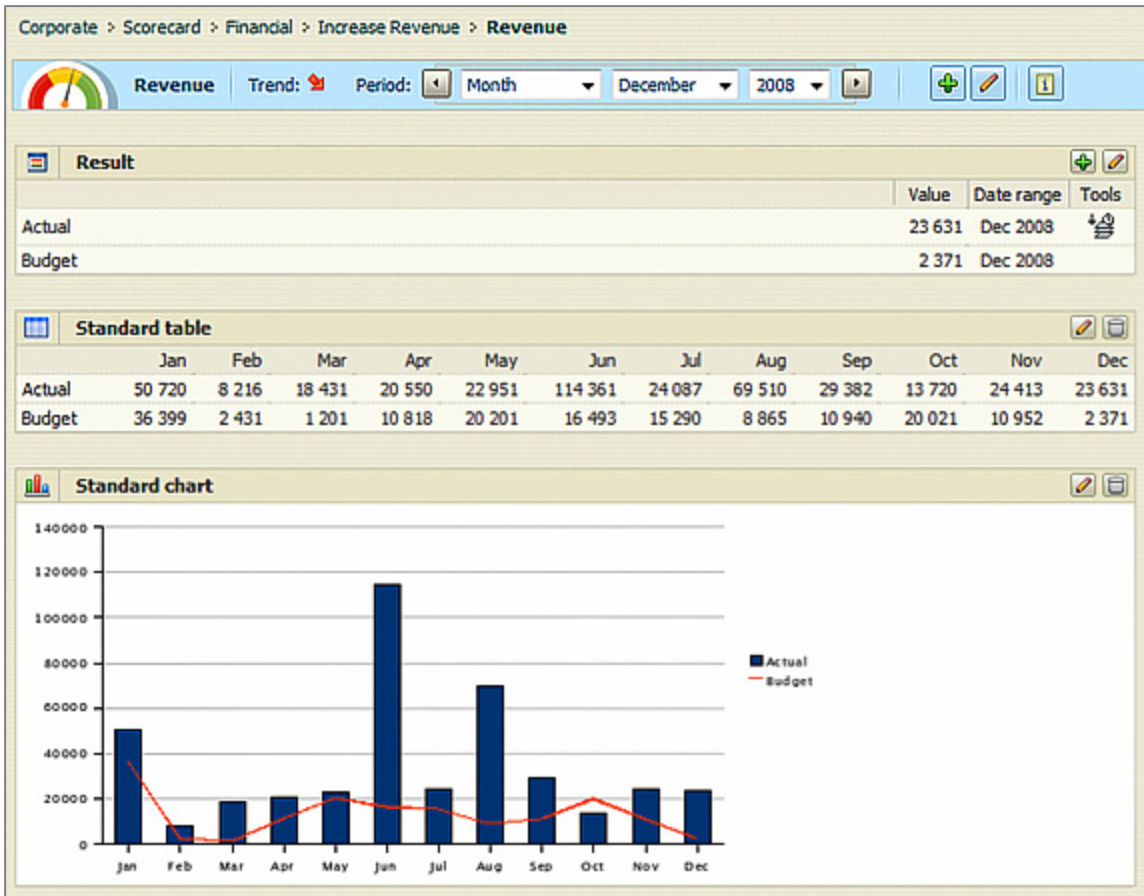 Corporate > Scorecard > Financial > Increase Revenue > Revenue
Revenue Trend: Period: Month December 2008
Result
Value Date range Tools
Actual 23 631 Dec 2008
Budget 2 371 Dec 2008
Standard table
Jan Feb Mar Apr May Jun Jul Aug Sep Oct Nov Dec
Actual 50 720 8 216 18 431 20 550 22 951 114 361 24 087 69 510 29 382 13 720 24 413 23 631
Budget 36 399 2 431 1 201 10 818 20 201 16 493 15 290 8 865 10 940 20 021 10 952 2 371
Standard chart
140000
120000
100000
80000
60000
40000
20000
0
Jan Feb Mar Apr May Jun Jul Aug Sep Oct Nov Dec
Actual
Budget